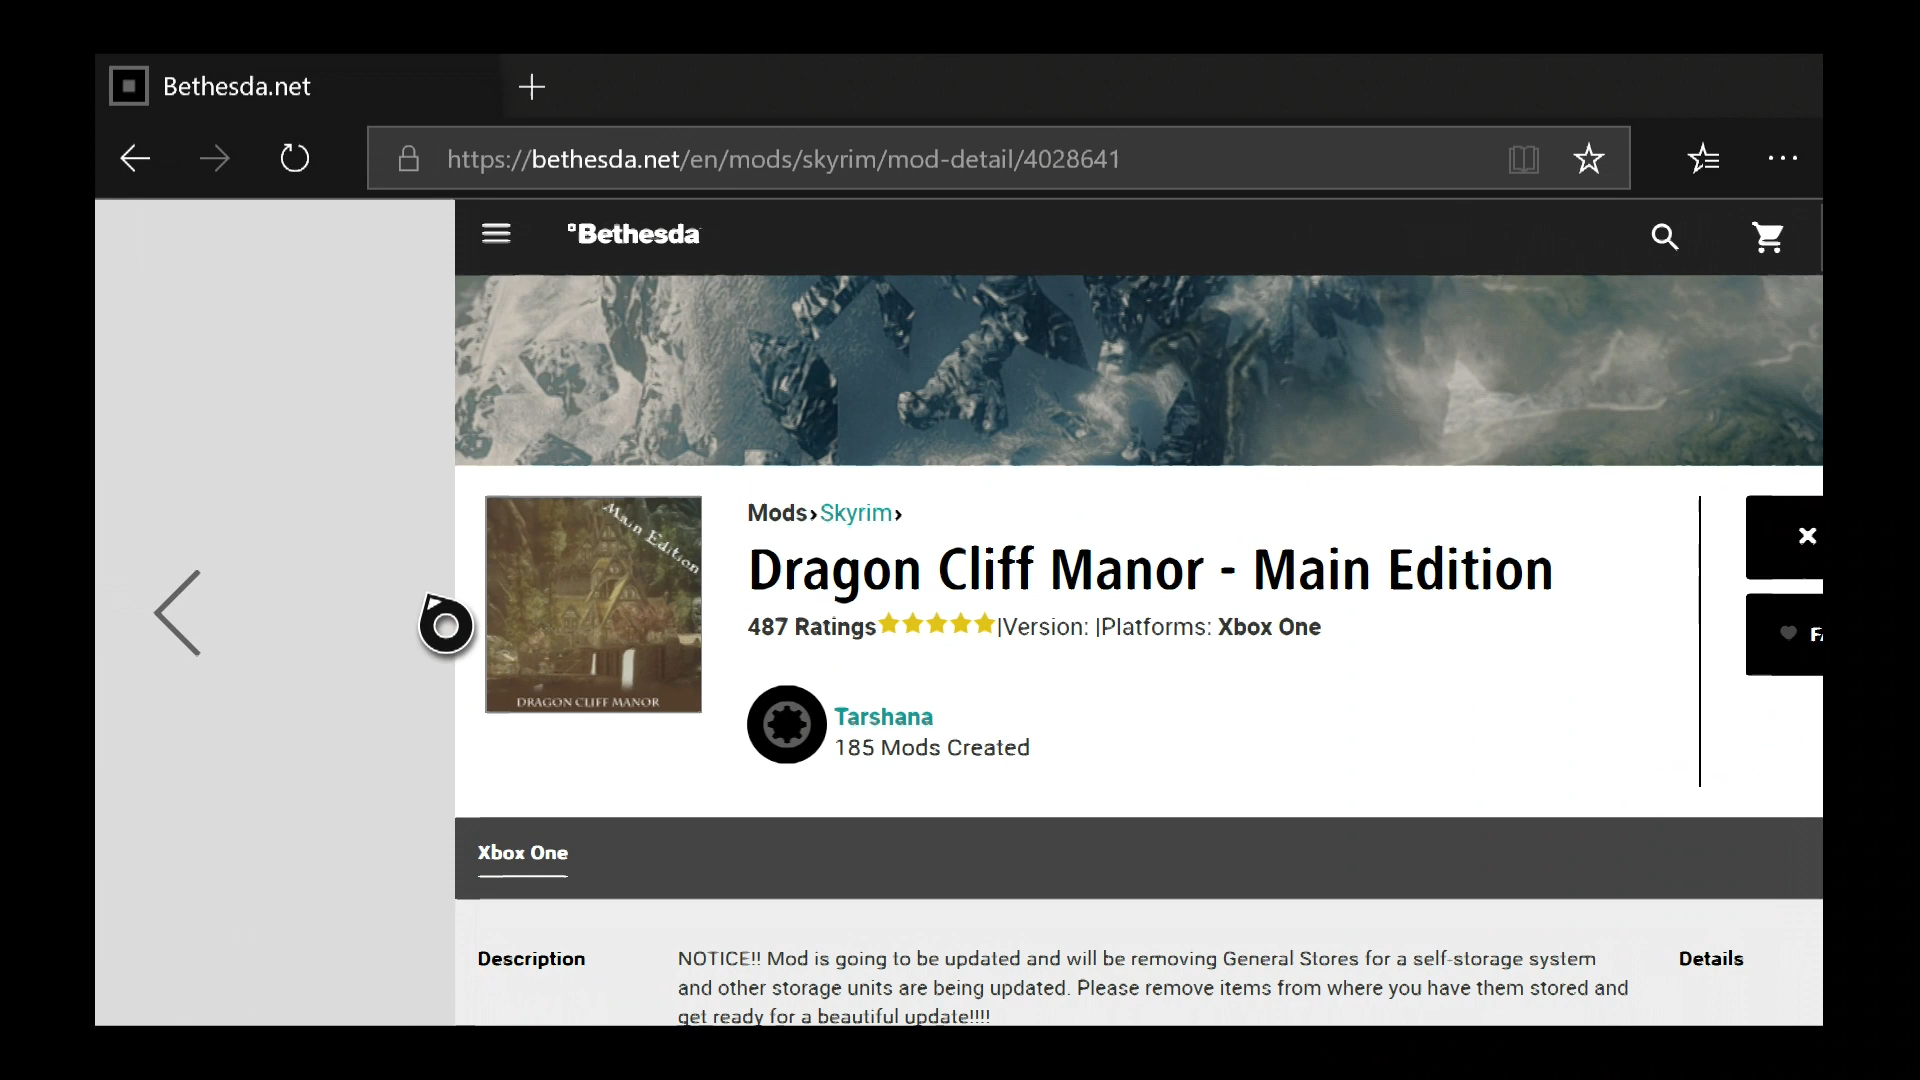 Bethesda.net
https://bethesda.net/en/mods/skyrim/mod-detail/4028641
Bethesda
Main Edition
DRAGON CLIFF MANOR
Mods›Skyrim›
Dragon Cliff Manor - Main Edition
487 Ratings|Version: |Platforms: Xbox One
Tarshana
185 Mods Created
Xbox One
Description
NOTICE!! Mod is going to be updated and will be removing General Stores for a self-storage system
and other storage units are being updated. Please remove items from where you have them stored and
get ready for a beautiful update!!!!
Details